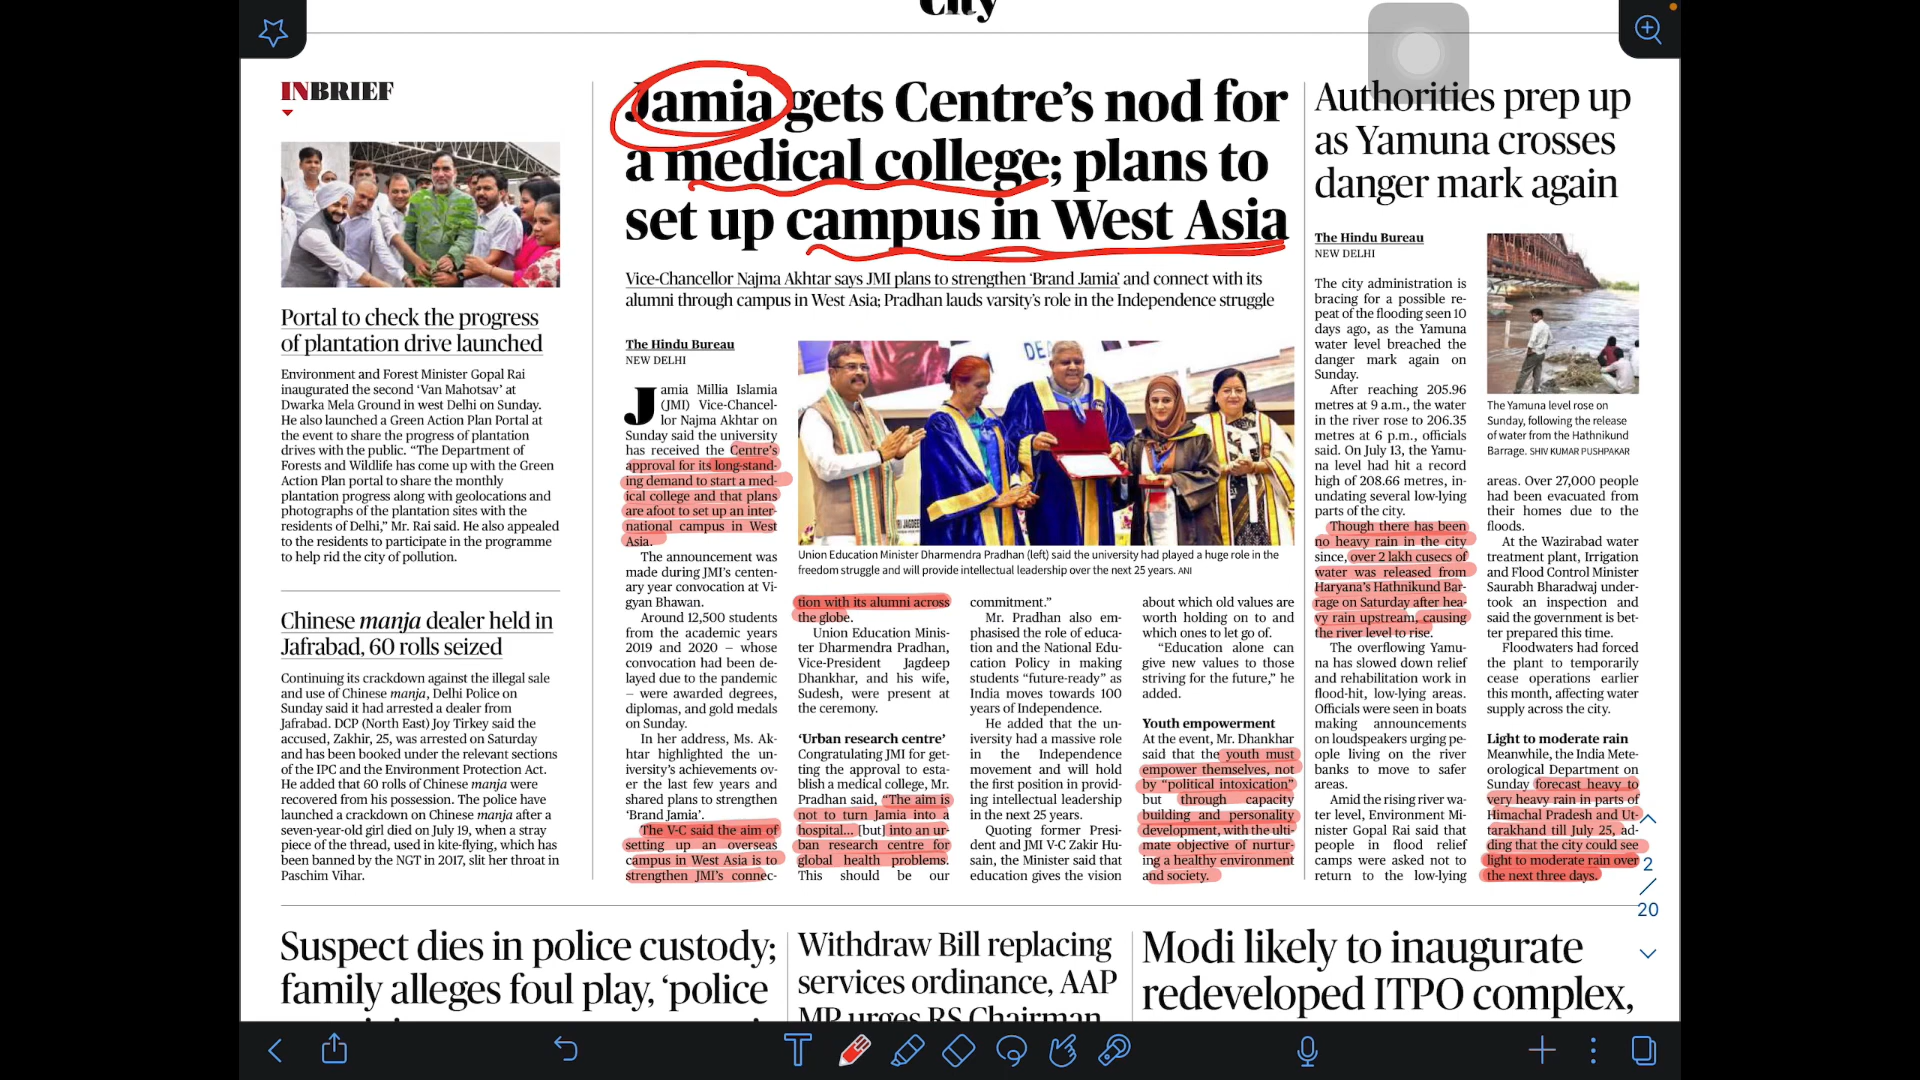 City
INBRIEF
Portal to check the progress
of plantation drive launched
Environment and Forest Minister Gopal Rai
inaugurated the second ‘Van Mahotsav’ at
Dwarka Mela Ground in west Delhi on Sunday.
He also launched a Green Action Plan Portal at
the event to share the progress of plantation
drives with the public. “The Department of
Forests and Wildlife has come up with the Green
Action Plan portal to share the monthly
plantation progress along with geolocations and
photographs of the plantation sites with the
residents of Delhi,” Mr. Rai said. He also appealed
to the residents to participate in the programme
to help rid the city of pollution.
Chinese manja dealer held in
Jafrabad, 60 rolls seized
Continuing its crackdown against the illegal sale
and use of Chinese manja, Delhi Police on
Sunday said it had arrested a dealer from
Jafrabad. DCP (North East) Joy Tirkey said the
accused, Zakhir, 25, was arrested on Saturday
and has been booked under the relevant sections
of the IPC and the Environment Protection Act.
He added that 60 rolls of Chinese manja were
recovered from his possession. The police have
launched a crackdown on Chinese manja after a
seven-year-old girl died on July 19, when a stray
piece of the thread, used in kite-flying, which has
been banned by the NGT in 2017, slit her throat in
Paschim Vihar.
Jamia gets Centre’s nod for
a medical college; plans to
set up campus in West Asia
Vice-Chancellor Najma Akhtar says JMI plans to strengthen ‘Brand Jamia’ and connect with its
alumni through campus in West Asia; Pradhan lauds varsity’s role in the Independence struggle
The Hindu Bureau
NEW DELHI
Jamia Millia Islamia
(JMI) Vice-Chancel-
lor Najma Akhtar on
Sunday said the university
has received the Centre’s
approval for its long-stand-
ing demand to start a med-
ical college and that plans
are afoot to set up an inter-
national campus in West
Asia.
The announcement was
made during JMI’s centen-
ary year convocation at Vi-
gyan Bhawan.
Around 12,500 students
from the academic years
2019 and 2020 — whose
convocation had been de-
layed due to the pandemic
— were awarded degrees,
diplomas, and gold medals
on Sunday.
In her address, Ms. Ak-
htar highlighted the un-
iversity’s achievements ov-
er the last few years and
shared plans to strengthen
‘Brand Jamia’.
The V-C said the aim of
setting up an overseas
campus in West Asia is to
strengthen JMI’s connec-
DE
Union Education Minister Dharmendra Pradhan (left) said the university had played a huge role in the
freedom struggle and will provide intellectual leadership over the next 25 years. ANI
tion with its alumni across
the globe.
Union Education Minis-
ter Dharmendra Pradhan,
Vice-President Jagdeep
Dhankhar, and his wife,
Sudesh, were present at
the ceremony.
‘Urban research centre’
Congratulating JMI for get-
ting the approval to esta-
blish a medical college, Mr.
Pradhan said, “The aim is
not to turn Jamia into a
hospital... [but] into an ur-
ban research centre for
global health problems.
This should be our
commitment.”
Mr. Pradhan also em-
phasised the role of educa-
tion and the National Edu-
cation Policy in making
students “future-ready” as
India moves towards 100
years of Independence.
He added that the un-
iversity had a massive role
in the Independence
movement and will hold
the first position in provid-
ing intellectual leadership
in the next 25 years.
Quoting former Presi-
dent and JMI V-C Zakir Hu-
sain, the Minister said that
education gives the vision
about which old values are
worth holding on to and
which ones to let go of.
“Education alone can
give new values to those
striving for the future,” he
added.
Youth empowerment
At the event, Mr. Dhankhar
said that the youth must
empower themselves, not
by “political intoxication”
but through capacity
building and personality
development, with the ulti-
mate objective of nurtur-
ing a healthy environment
and society.
Authorities prep up
as Yamuna crosses
danger mark again
The Hindu Bureau
NEW DELHI
The city administration is
bracing for a possible re-
peat of the flooding seen 10
days ago, as the Yamuna
water level breached the
danger mark again on
Sunday.
After reaching 205.96
metres at 9 a.m., the water
in the river rose to 206.35
metres at 6 p.m., officials
said. On July 13, the Yamu-
na level had hit a record
high of 208.66 metres, in-
undating several low-lying
parts of the city.
Though there has been
no heavy rain in the city
since, over 2 lakh cusecs of
water was released from
Haryana’s Hathnikund Bar-
rage on Saturday after hea-
vy rain upstream, causing
the river level to rise.
The overflowing Yamu-
na has slowed down relief
and rehabilitation work in
flood-hit, low-lying areas.
Officials were seen in boats
making announcements
on loudspeakers urging pe-
ople living on the river
banks to move to safer
areas.
Amid the rising river wa-
ter level, Environment Mi-
nister Gopal Rai said that
people in flood relief
camps were asked not to
return to the low-lying
The Yamuna level rose on
Sunday, following the release
of water from the Hathnikund
Barrage. SHIV KUMAR PUSHPAKAR
areas. Over 27,000 people
had been evacuated from
their homes due to the
floods.
At the Wazirabad water
treatment plant, Irrigation
and Flood Control Minister
Saurabh Bharadwaj under-
took an inspection and
said the government is bet-
ter prepared this time.
Floodwaters had forced
the plant to temporarily
cease operations earlier
this month, affecting water
supply across the city.
Light to moderate rain
Meanwhile, the India Mete-
orological Department on
Sunday forecast heavy to
very heavy rain in parts of
Himachal Pradesh and Ut-
tarakhand till July 25, ad-
ding that the city could see
light to moderate rain over
the next three days.
2
/
20
Suspect dies in police custody;
family alleges foul play, ‘police
Withdraw Bill replacing
services ordinance, AAP
MP urges RS Chairman
Modi likely to inaugurate
redeveloped ITPO complex,
T